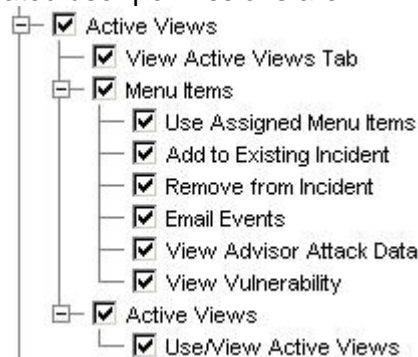 Active Views
View Active Views Tab
Menu Items
Use Assigned Menu Items
Add to Existing Incident
Remove from Incident
Email Events
View Advisor Attack Data
View Vulnerability
Active Views
Use/View Active Views